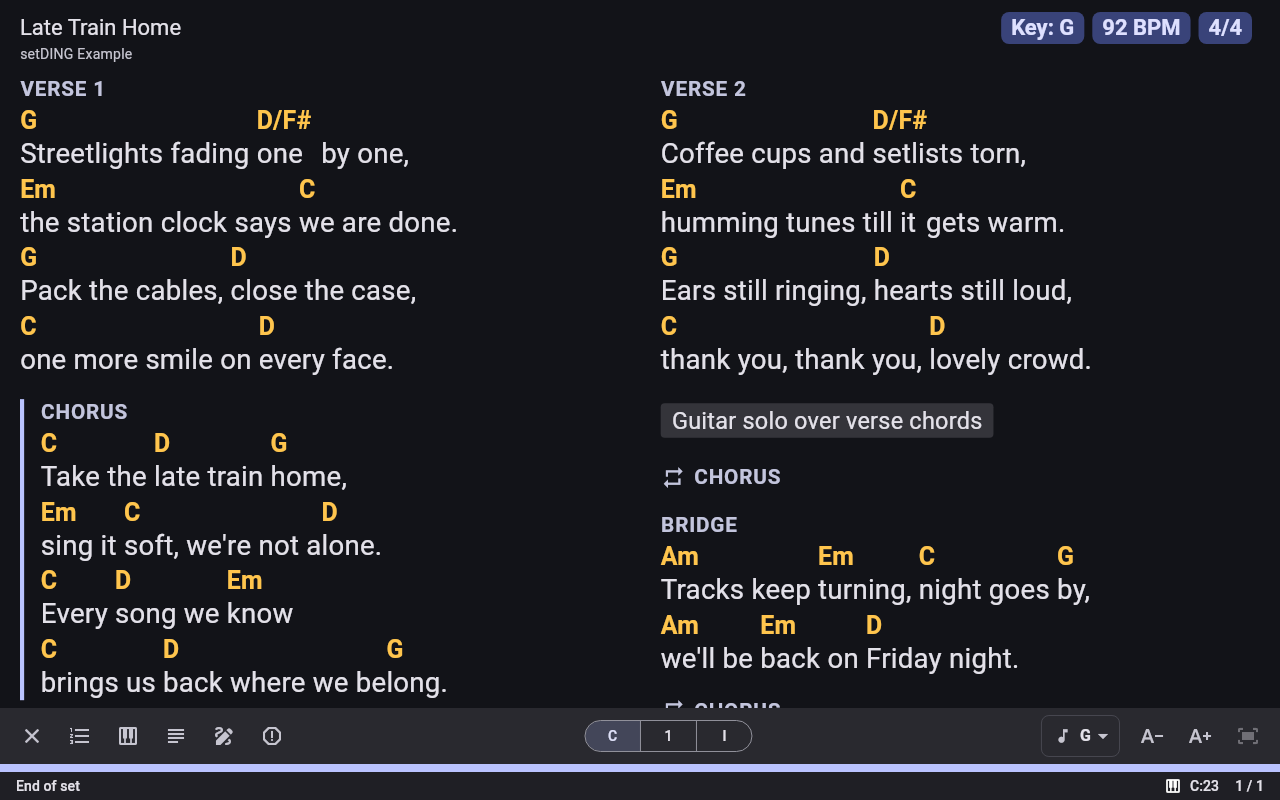 Late Train Home
setDING Example
Key: G 92 BPM 4/4
VERSE 1
G D/F#
Streetlights fading one by one,
Em C
the station clock says we are done.
G D
Pack the cables, close the case,
C D
one more smile on every face.
CHORUS
C D G
Take the late train home,
Em C D
sing it soft, we're not alone.
C D Em
Every song we know
C D G
brings us back where we belong.
VERSE 2
G D/F#
Coffee cups and setlists torn,
Em C
humming tunes till it gets warm.
G D
Ears still ringing, hearts still loud,
C D
thank you, thank you, lovely crowd.
Guitar solo over verse chords
CHORUS
BRIDGE
Am Em C G
Tracks keep turning, night goes by,
Am Em D
we'll be back on Friday night.
CHORUS
C 1 I
G A- A+
End of set
C:23 1 / 1